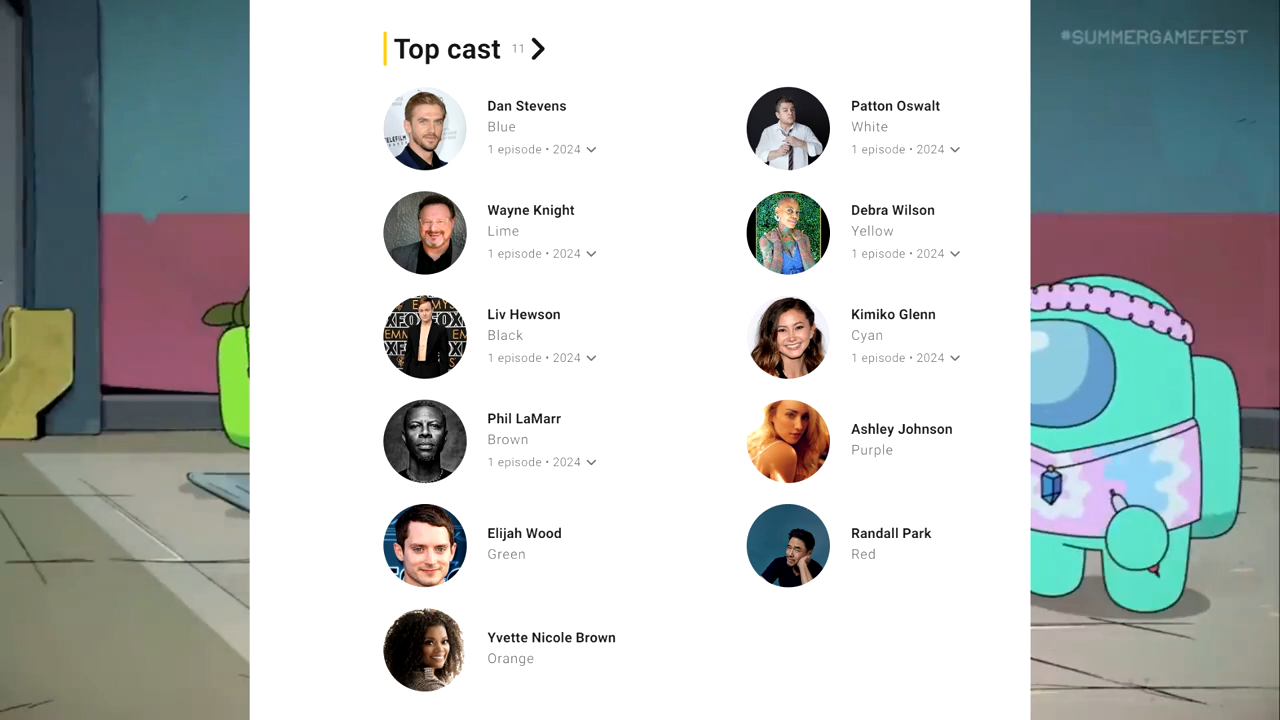 Top cast 11
#SUMMERGAMEFEST
Dan Stevens
Blue
1 episode • 2024
Patton Oswalt
White
1 episode • 2024
Wayne Knight
Lime
1 episode • 2024
Debra Wilson
Yellow
1 episode • 2024
Liv Hewson
Black
1 episode • 2024
Kimiko Glenn
Cyan
1 episode • 2024
Phil LaMarr
Brown
1 episode • 2024
Ashley Johnson
Purple
Elijah Wood
Green
Randall Park
Red
Yvette Nicole Brown
Orange